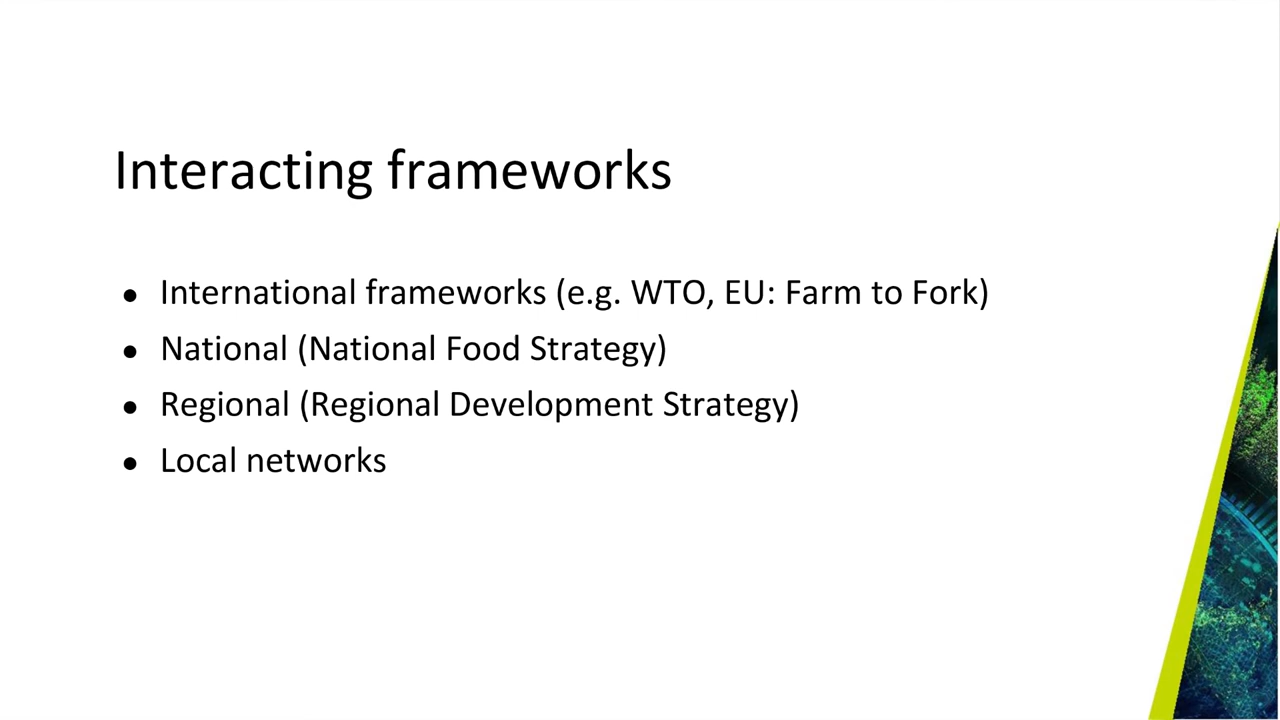 Interacting frameworks
● International frameworks (e.g. WTO, EU: Farm to Fork)
● National (National Food Strategy)
● Regional (Regional Development Strategy)
● Local networks